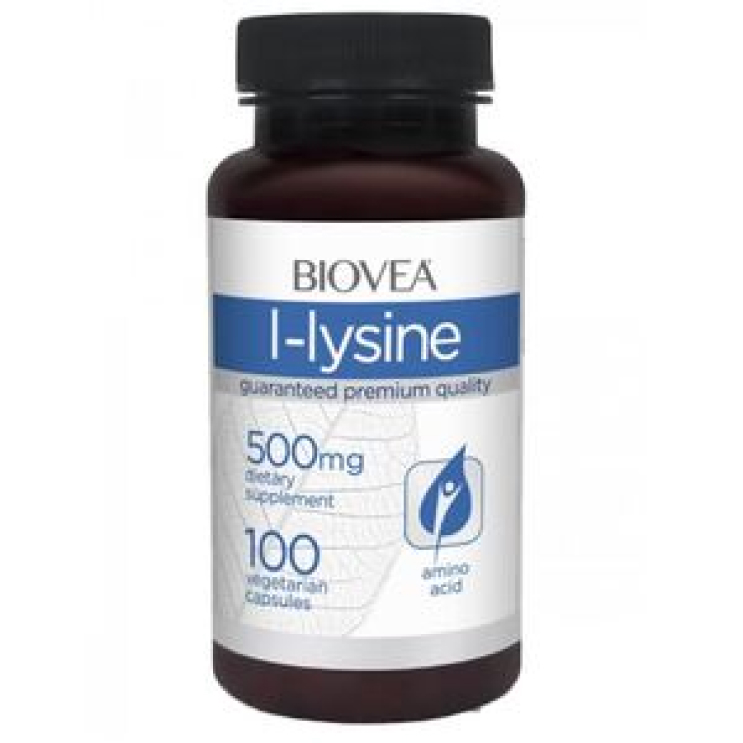 BIOVEA
l-lysine
guaranteed premium quality
500mg
dietary
supplement
100
vegetarian
capsules
amino
acid